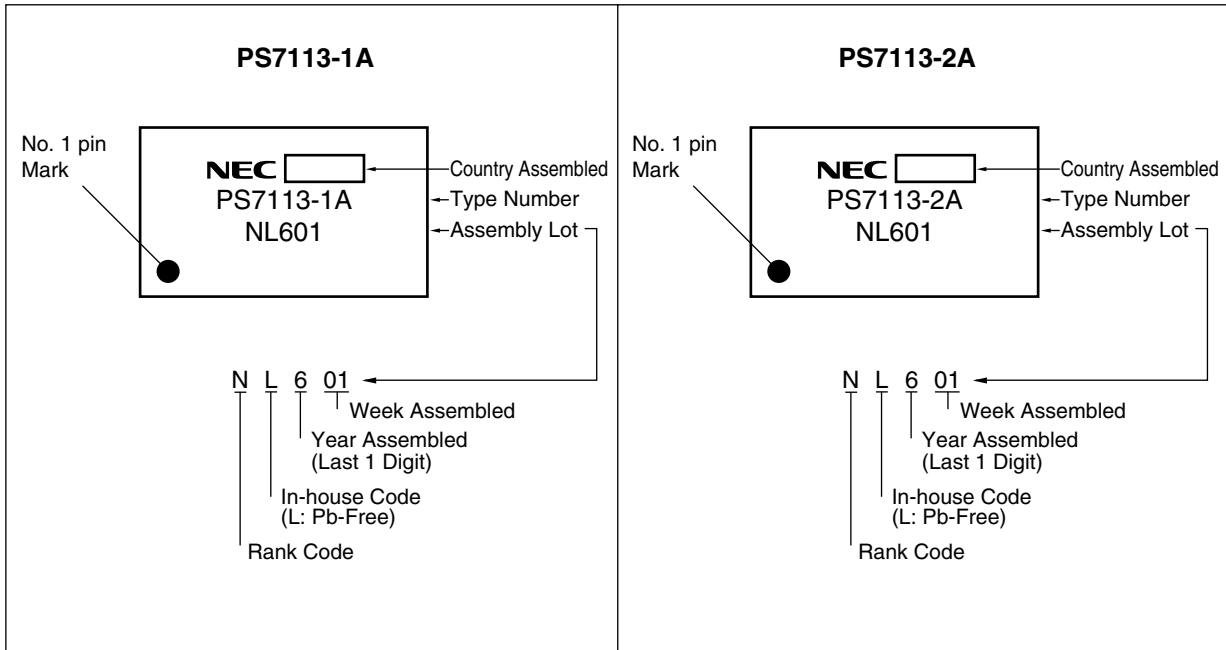 PS7113-1A
No. 1 pin
Mark
NEC
Country Assembled
PS7113-1A
Type Number
NL601
Assembly Lot
N L 6 01
Week Assembled
Year Assembled
(Last 1 Digit)
In-house Code
(L: Pb-Free)
Rank Code
PS7113-2A
No. 1 pin
Mark
NEC
Country Assembled
PS7113-2A
Type Number
NL601
Assembly Lot
N L 6 01
Week Assembled
Year Assembled
(Last 1 Digit)
In-house Code
(L: Pb-Free)
Rank Code